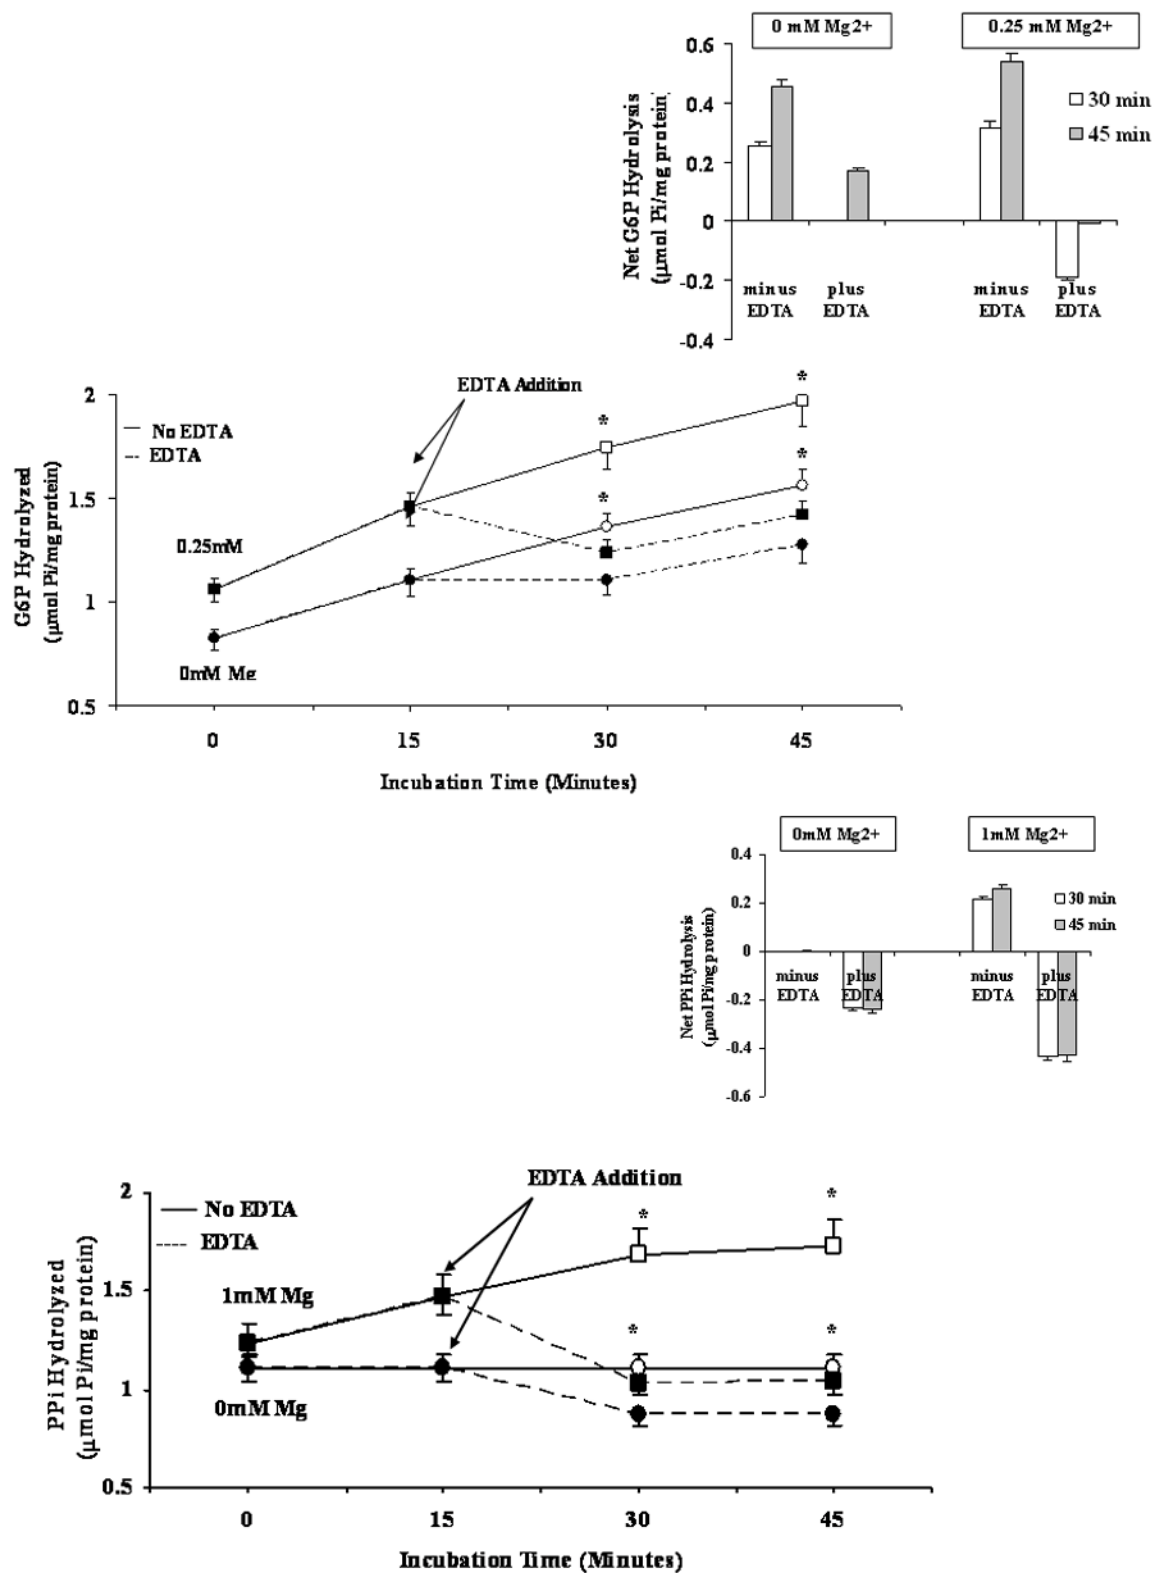 0 mM Mg2+
0.25 mM Mg2+
0.6
0.4
0.2
0
-0.2
-0.4
Net G6P Hydrolysis
(µmol Pi/mg protein)
30 min
45 min
minus
EDTA
plus
EDTA
minus
EDTA
plus
EDTA
EDTA Addition
No EDTA
EDTA
2
1.5
1
0.5
G6P Hydrolyzed
(µmol Pi/mg protein)
0.25mM
0mM Mg
*
*
*
*
0
15
30
45
Incubation Time (Minutes)
0mM Mg2+
1mM Mg2+
0.4
0.2
0
-0.2
-0.4
-0.6
Net PPi Hydrolysis
(µmol Pi/mg protein)
30 min
45 min
minus
EDTA
plus
EDTA
minus
EDTA
plus
EDTA
EDTA Addition
No EDTA
EDTA
2
1.5
1
0.5
PPi Hydrolyzed
(µmol Pi/mg protein)
1mM Mg
0mM Mg
*
*
*
*
0
15
30
45
Incubation Time (Minutes)